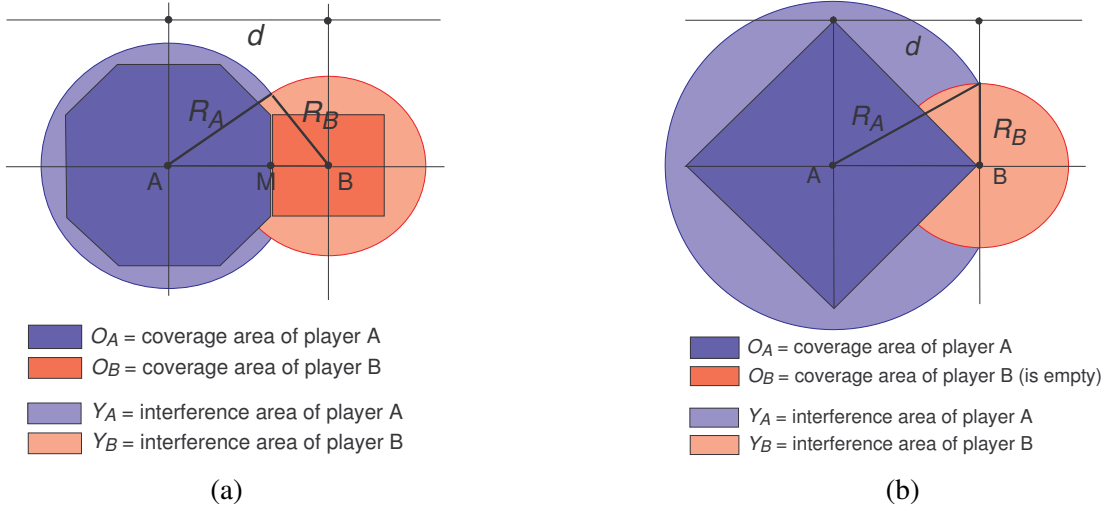 d
R_A
R_B
A
M
B
O_A = coverage area of player A
O_B = coverage area of player B
Y_A = interference area of player A
Y_B = interference area of player B
(a)
d
R_A
R_B
A
B
O_A = coverage area of player A
O_B = coverage area of player B (is empty)
Y_A = interference area of player A
Y_B = interference area of player B
(b)